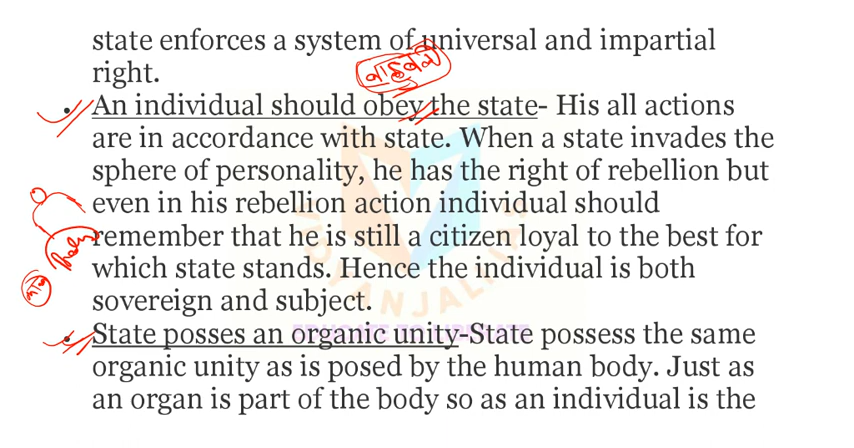 state enforces a system of universal and impartial
right.
An individual should obey the state- His all actions
are in accordance with state. When a state invades the
sphere of personality, he has the right of rebellion but
even in his rebellion action individual should
remember that he is still a citizen loyal to the best for
which state stands. Hence the individual is both
sovereign and subject.
State posses an organic unity-State possess the same
organic unity as is posed by the human body. Just as
an organ is part of the body so as an individual is the